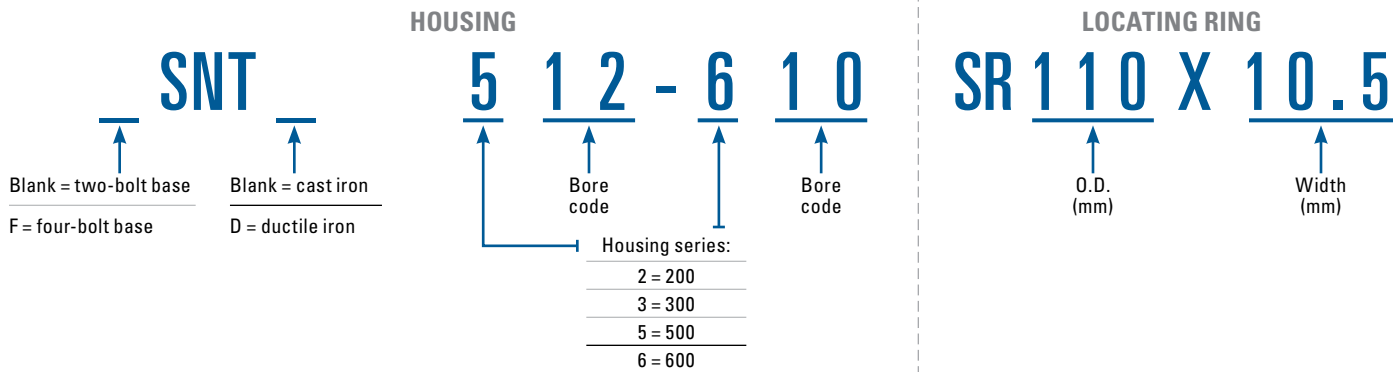 HOUSING
LOCATING RING
_ SNT _ 5 1 2 - 6 1 0
SR 1 1 0 X 1 0 . 5
Blank = two-bolt base
F = four-bolt base
Blank = cast iron
D = ductile iron
Bore
code
Bore
code
Housing series:
2 = 200
3 = 300
5 = 500
6 = 600
O.D.
(mm)
Width
(mm)